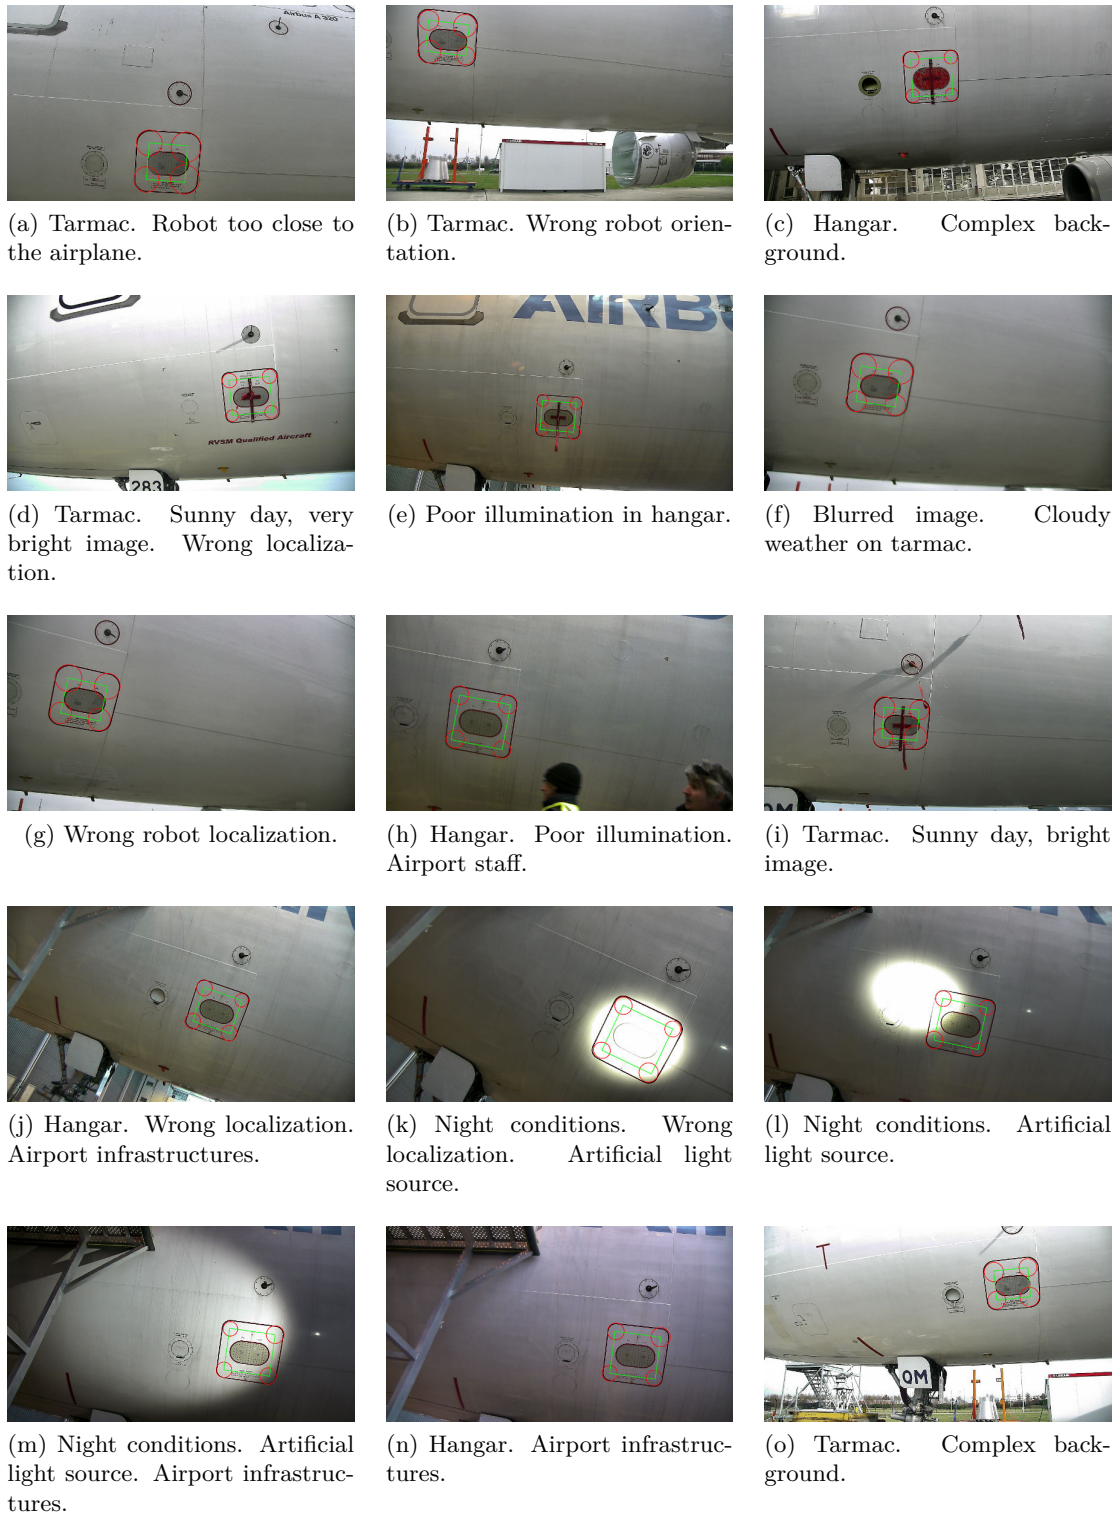 Airbus A 320
(a) Tarmac. Robot too close to
the airplane.
(b) Tarmac. Wrong robot orien-
tation.
(c) Hangar. Complex back-
ground.
RVSM Qualified Aircraft
283
(d) Tarmac. Sunny day, very
bright image. Wrong localiza-
tion.
AIRBU
(e) Poor illumination in hangar.
(f) Blurred image. Cloudy
weather on tarmac.
(g) Wrong robot localization.
(h) Hangar. Poor illumination.
Airport staff.
OM
(i) Tarmac. Sunny day, bright
image.
(j) Hangar. Wrong localization.
Airport infrastructures.
(k) Night conditions. Wrong
localization. Artificial light
source.
(l) Night conditions. Artificial
light source.
(m) Night conditions. Artificial
light source. Airport infrastruc-
tures.
(n) Hangar. Airport infrastruc-
tures.
OM
(o) Tarmac. Complex back-
ground.